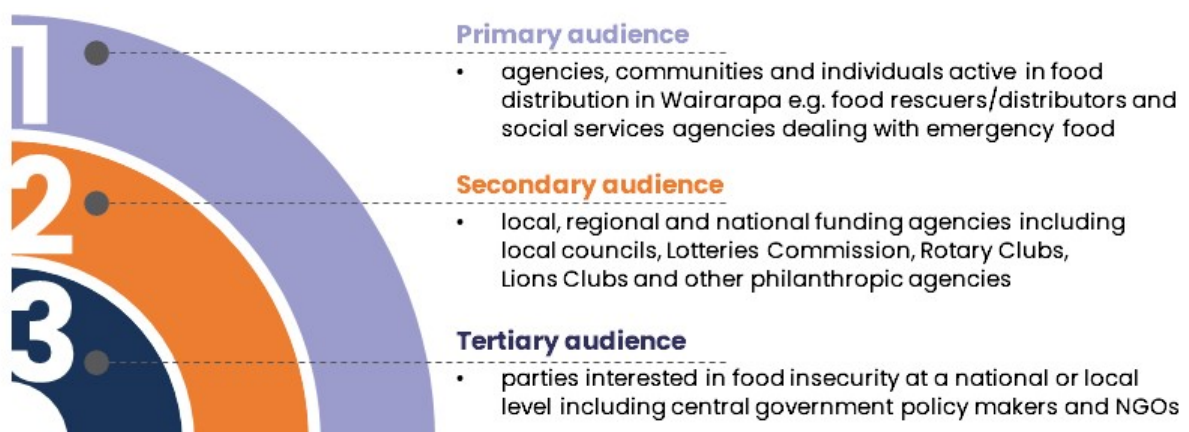 1
Primary audience
• agencies, communities and individuals active in food
distribution in Wairarapa e.g. food rescuers/distributors and
social services agencies dealing with emergency food
2
Secondary audience
• local, regional and national funding agencies including
local councils, Lotteries Commission, Rotary Clubs,
Lions Clubs and other philanthropic agencies
3
Tertiary audience
• parties interested in food insecurity at a national or local
level including central government policy makers and NGOs